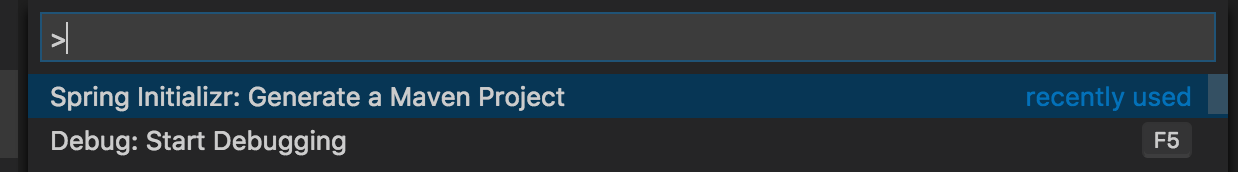 >
Spring Initializr: Generate a Maven Project recently used
Debug: Start Debugging F5